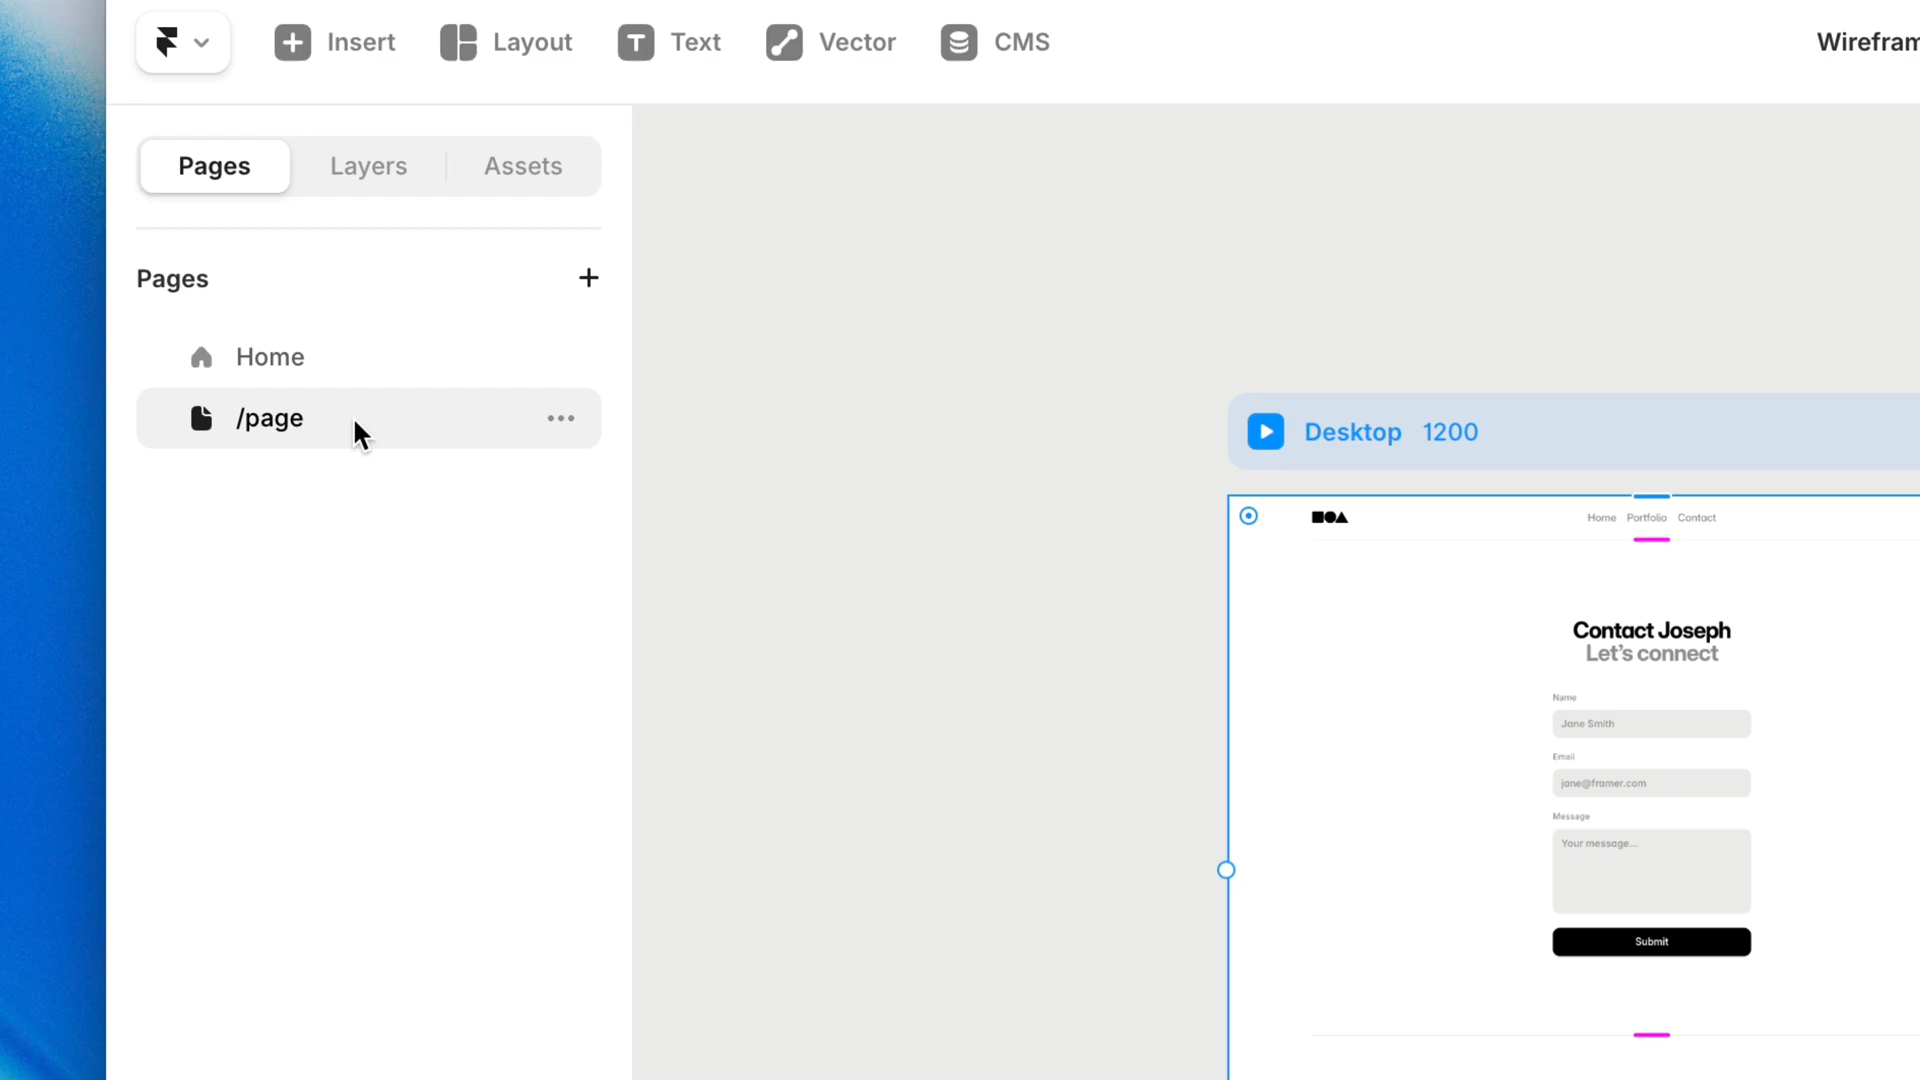 Insert Layout Text Vector CMS
Wirefram
Pages Layers Assets
Pages
Home
/page
Desktop 1200
Home Portfolio Contact
Contact Joseph
Let's connect
Name
Jane Smith
Email
jane@framer.com
Message
Your message...
Submit